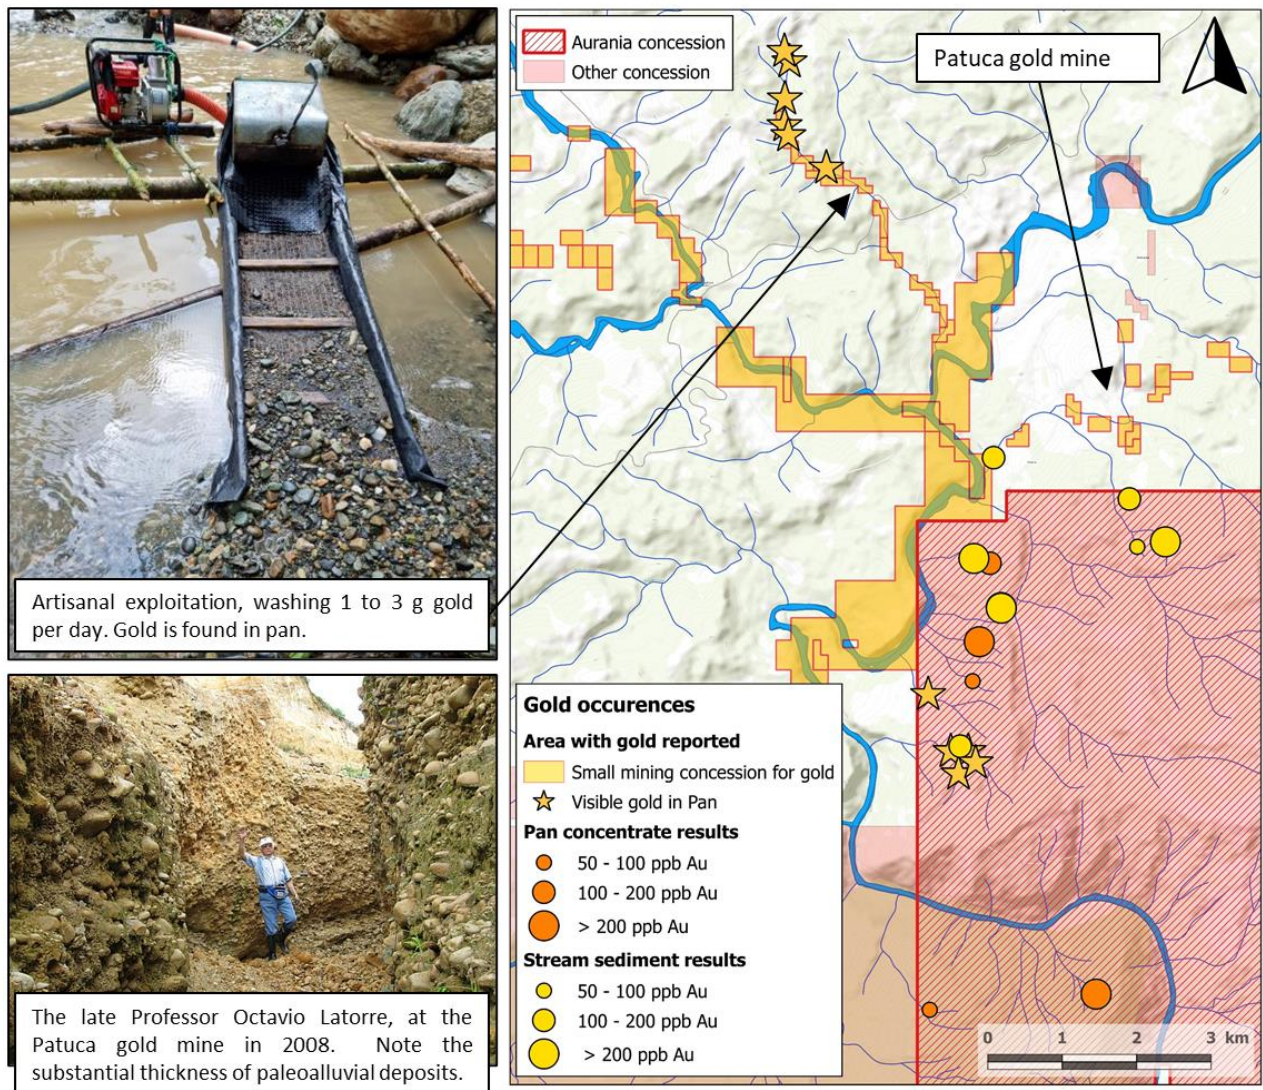 Artisanal exploitation, washing 1 to 3 g gold
per day. Gold is found in pan.
The late Professor Octavio Latorre, at the
Patuca gold mine in 2008. Note the
substantial thickness of paleoalluvial deposits.
Aurania concession
Other concession
Patuca gold mine
Gold occurences
Area with gold reported
Small mining concession for gold
Visible gold in Pan
Pan concentrate results
50 - 100 ppb Au
100 - 200 ppb Au
> 200 ppb Au
Stream sediment results
50 - 100 ppb Au
100 - 200 ppb Au
> 200 ppb Au
0 1 2 3 km